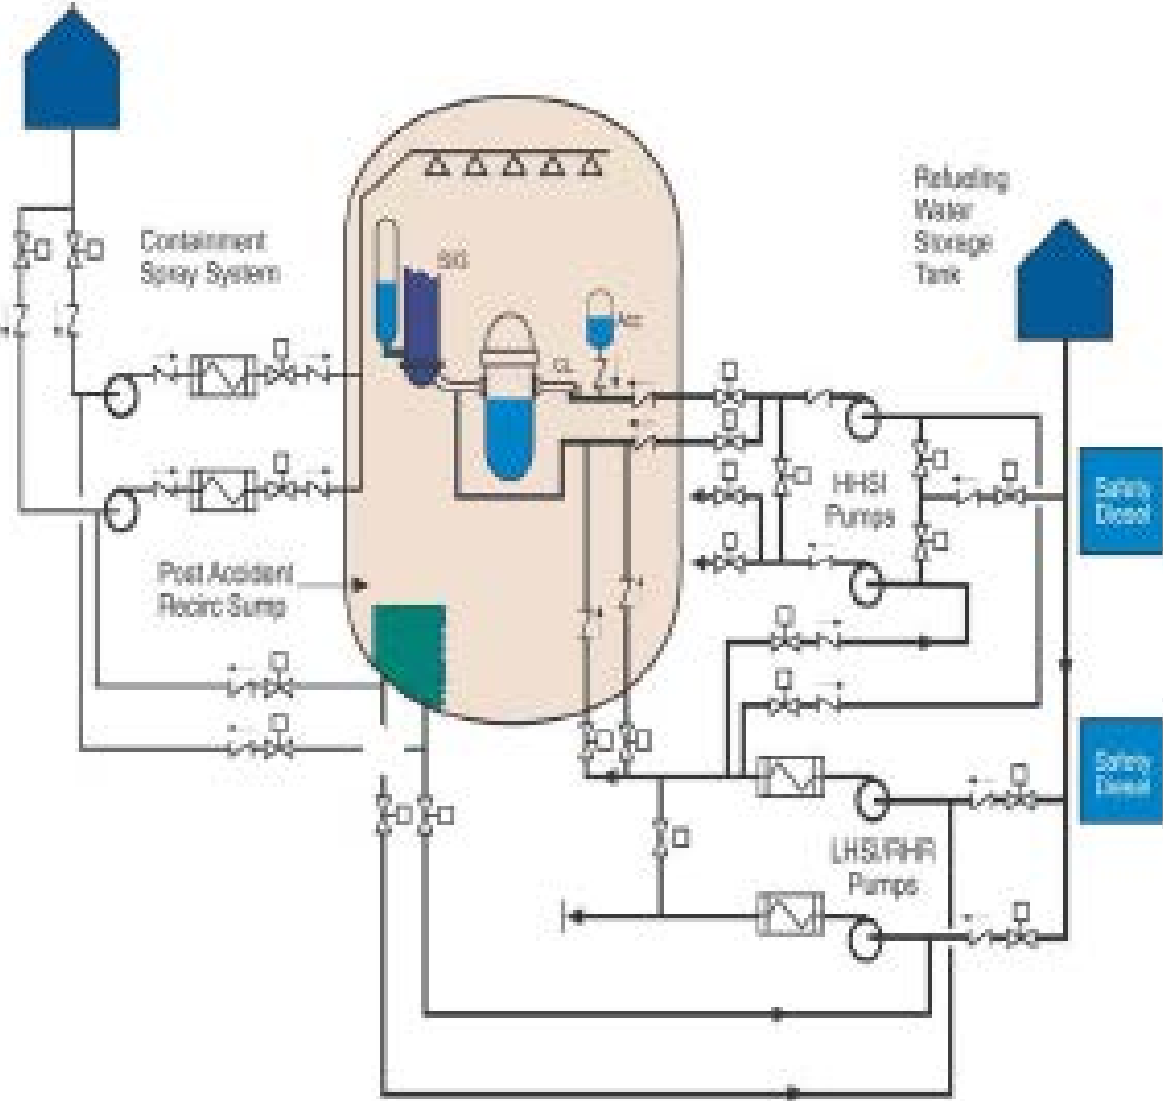 Containment
Spray System
Refueling
Water
Storage
Tank
S/G
Acc
CL
HHSI
Pumps
Safety
Diesel
Post Accident
Recirc Sump
Safety
Diesel
LHSI/RHR
Pumps